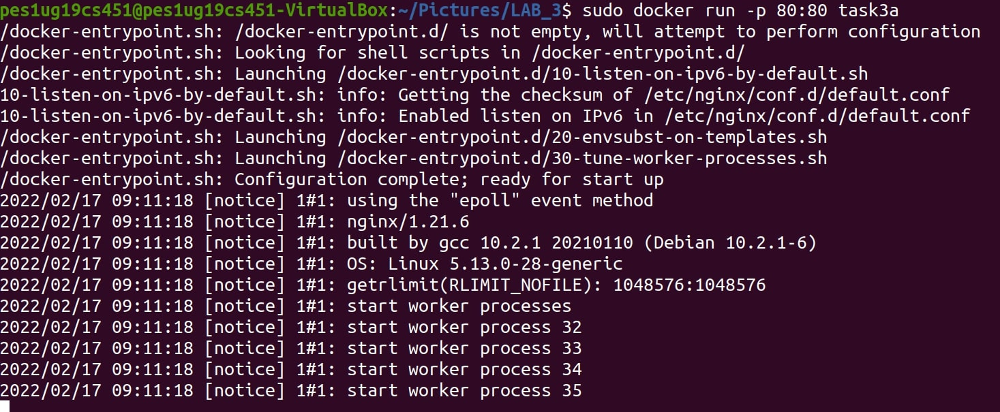 pes1ug19cs451@pes1ug19cs451-VirtualBox:~/Pictures/LAB_3$ sudo docker run -p 80:80 task3a
/docker-entrypoint.sh: /docker-entrypoint.d/ is not empty, will attempt to perform configuration
/docker-entrypoint.sh: Looking for shell scripts in /docker-entrypoint.d/
/docker-entrypoint.sh: Launching /docker-entrypoint.d/10-listen-on-ipv6-by-default.sh
10-listen-on-ipv6-by-default.sh: info: Getting the checksum of /etc/nginx/conf.d/default.conf
10-listen-on-ipv6-by-default.sh: info: Enabled listen on IPv6 in /etc/nginx/conf.d/default.conf
/docker-entrypoint.sh: Launching /docker-entrypoint.d/20-envsubst-on-templates.sh
/docker-entrypoint.sh: Launching /docker-entrypoint.d/30-tune-worker-processes.sh
/docker-entrypoint.sh: Configuration complete; ready for start up
2022/02/17 09:11:18 [notice] 1#1: using the "epoll" event method
2022/02/17 09:11:18 [notice] 1#1: nginx/1.21.6
2022/02/17 09:11:18 [notice] 1#1: built by gcc 10.2.1 20210110 (Debian 10.2.1-6)
2022/02/17 09:11:18 [notice] 1#1: OS: Linux 5.13.0-28-generic
2022/02/17 09:11:18 [notice] 1#1: getrlimit(RLIMIT_NOFILE): 1048576:1048576
2022/02/17 09:11:18 [notice] 1#1: start worker processes
2022/02/17 09:11:18 [notice] 1#1: start worker process 32
2022/02/17 09:11:18 [notice] 1#1: start worker process 33
2022/02/17 09:11:18 [notice] 1#1: start worker process 34
2022/02/17 09:11:18 [notice] 1#1: start worker process 35